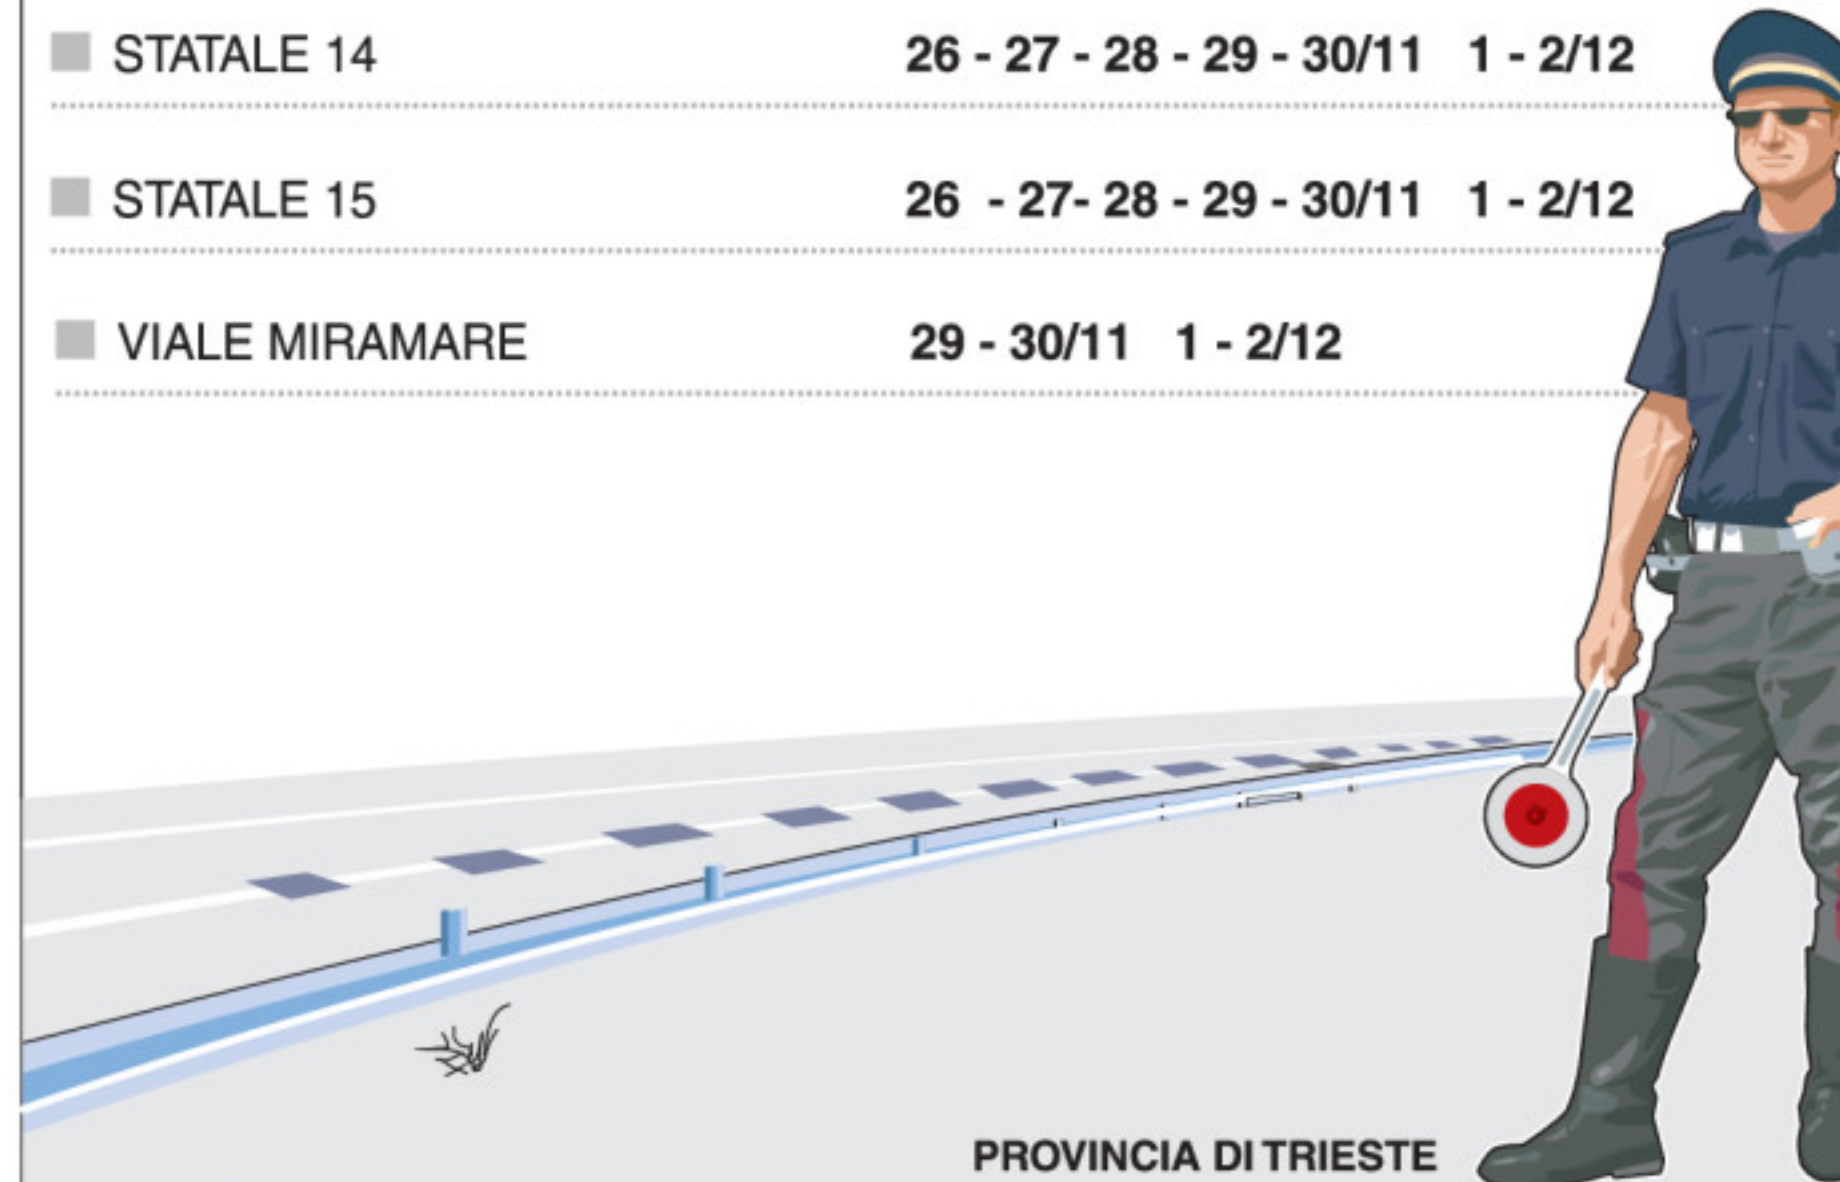 STATALE 14 26 - 27 - 28 - 29 - 30/11 1 - 2/12
STATALE 15 26 - 27- 28 - 29 - 30/11 1 - 2/12
VIALE MIRAMARE 29 - 30/11 1 - 2/12
PROVINCIA DI TRIESTE